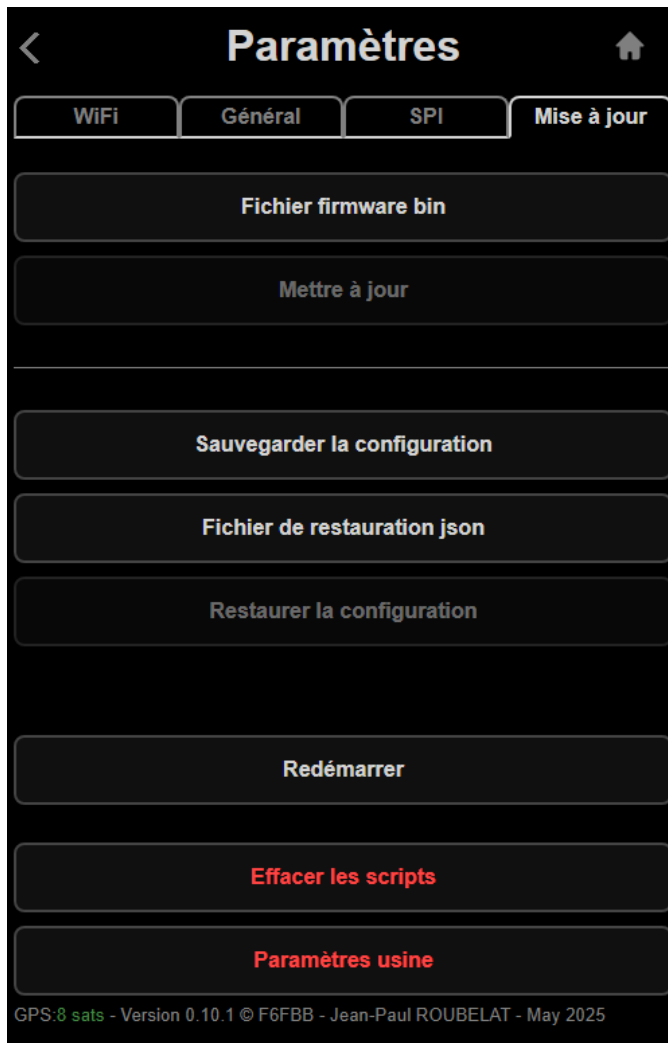 Paramètres
WiFi Général SPI Mise à jour
Fichier firmware bin
Mettre à jour
Sauvegarder la configuration
Fichier de restauration json
Restaurer la configuration
Redémarrer
Effacer les scripts
Paramètres usine
GPS:8 sats - Version 0.10.1 © F6FBB - Jean-Paul ROUBELAT - May 2025